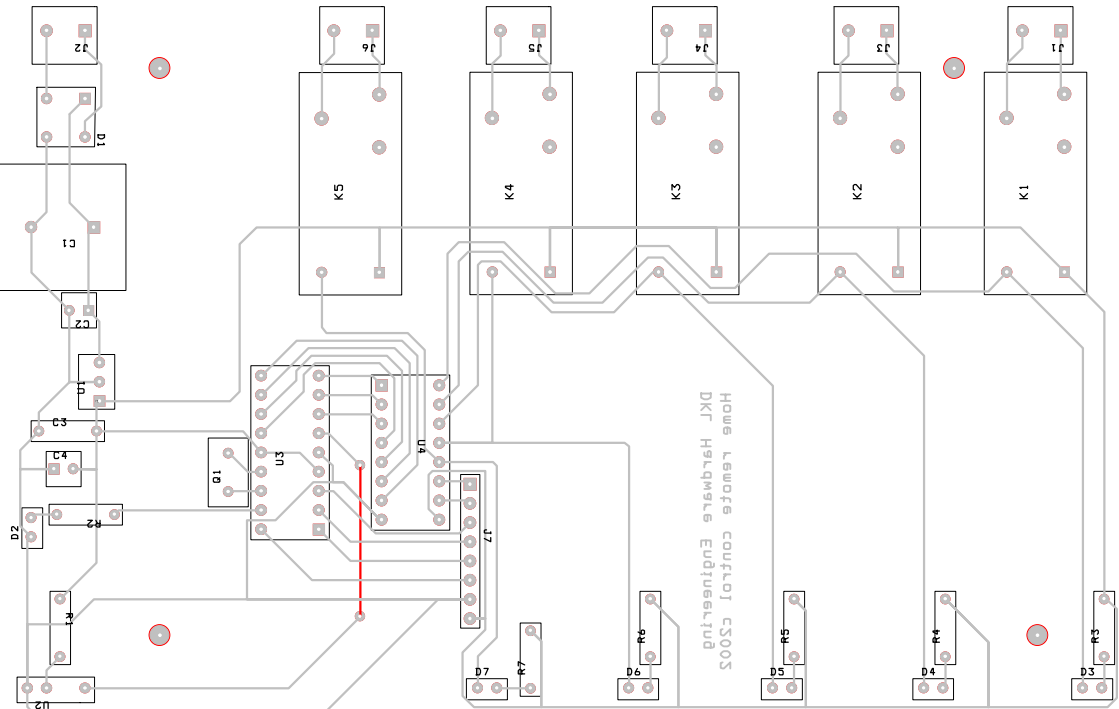 J2
J6
J5
J4
J3
J1
D1
K5
K4
K3
K2
K1
C1
C2
U1
C3
C4
U3
U4
Q1
J7
D2
R2
Home remote control c2002
DKL Hardware Engineering
R1
R6
R5
R4
R3
R7
D7
D6
D5
D4
D3
U2